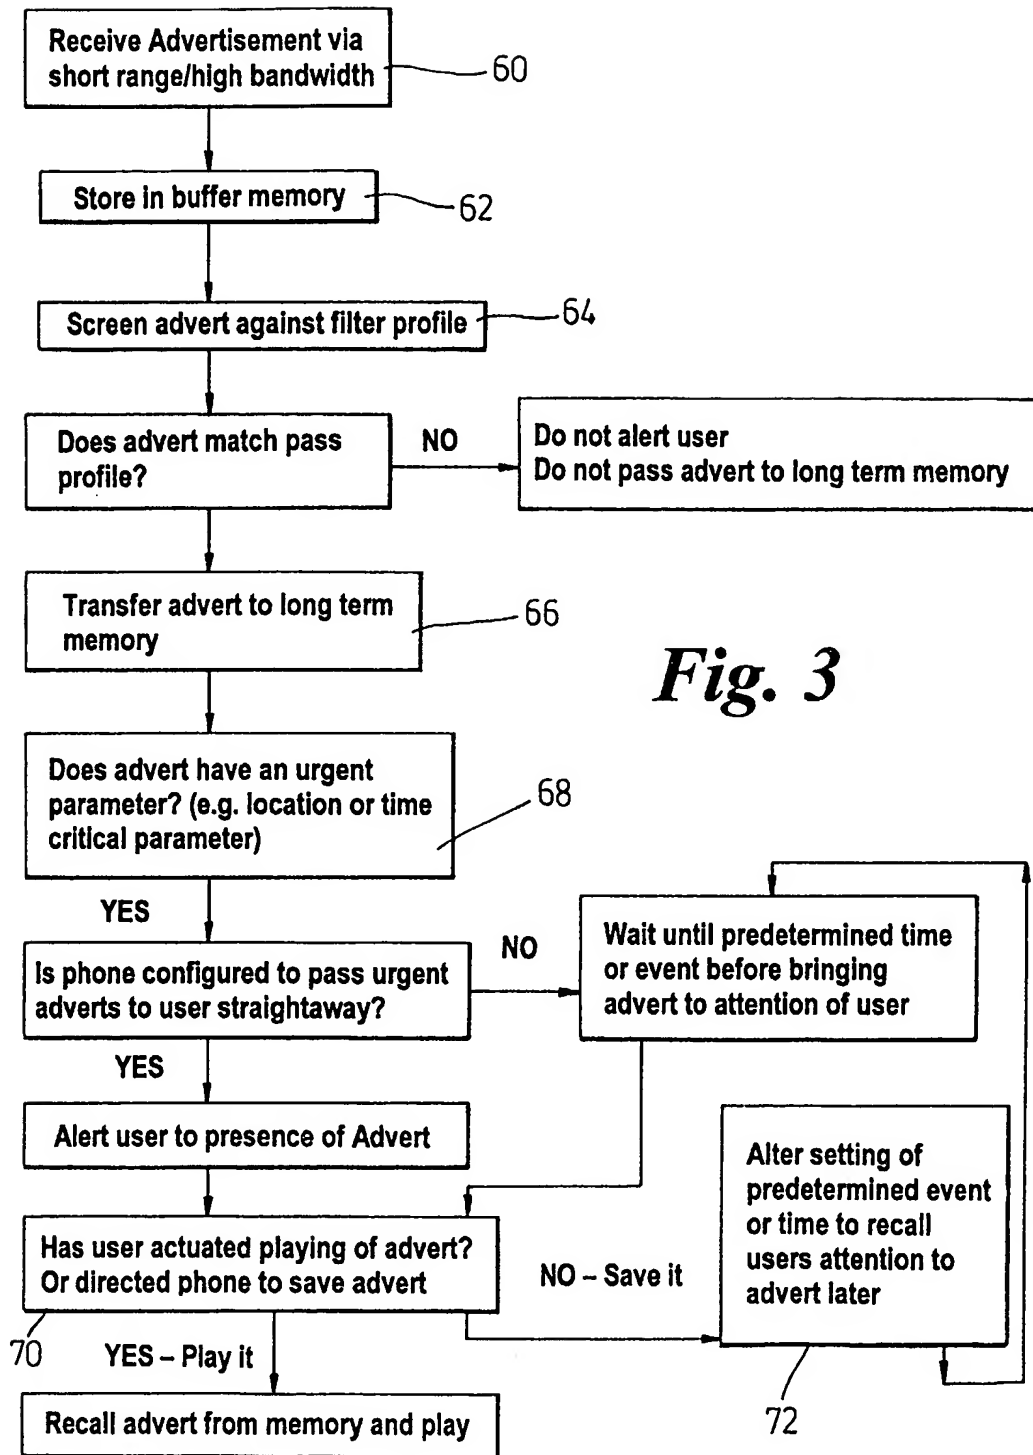 Receive Advertisement via
short range/high bandwidth
60
Store in buffer memory
62
Screen advert against filter profile
64
Does advert match pass
profile?
NO
Do not alert user
Do not pass advert to long term memory
Transfer advert to long term
memory
66
Fig. 3
Does advert have an urgent
parameter? (e.g. location or time
critical parameter)
68
YES
Is phone configured to pass urgent
adverts to user straightaway?
NO
Wait until predetermined time
or event before bringing
advert to attention of user
YES
Alert user to presence of Advert
Has user actuated playing of advert?
Or directed phone to save advert
70
NO – Save it
Alter setting of
predetermined event
or time to recall
users attention to
advert later
72
YES – Play it
Recall advert from memory and play